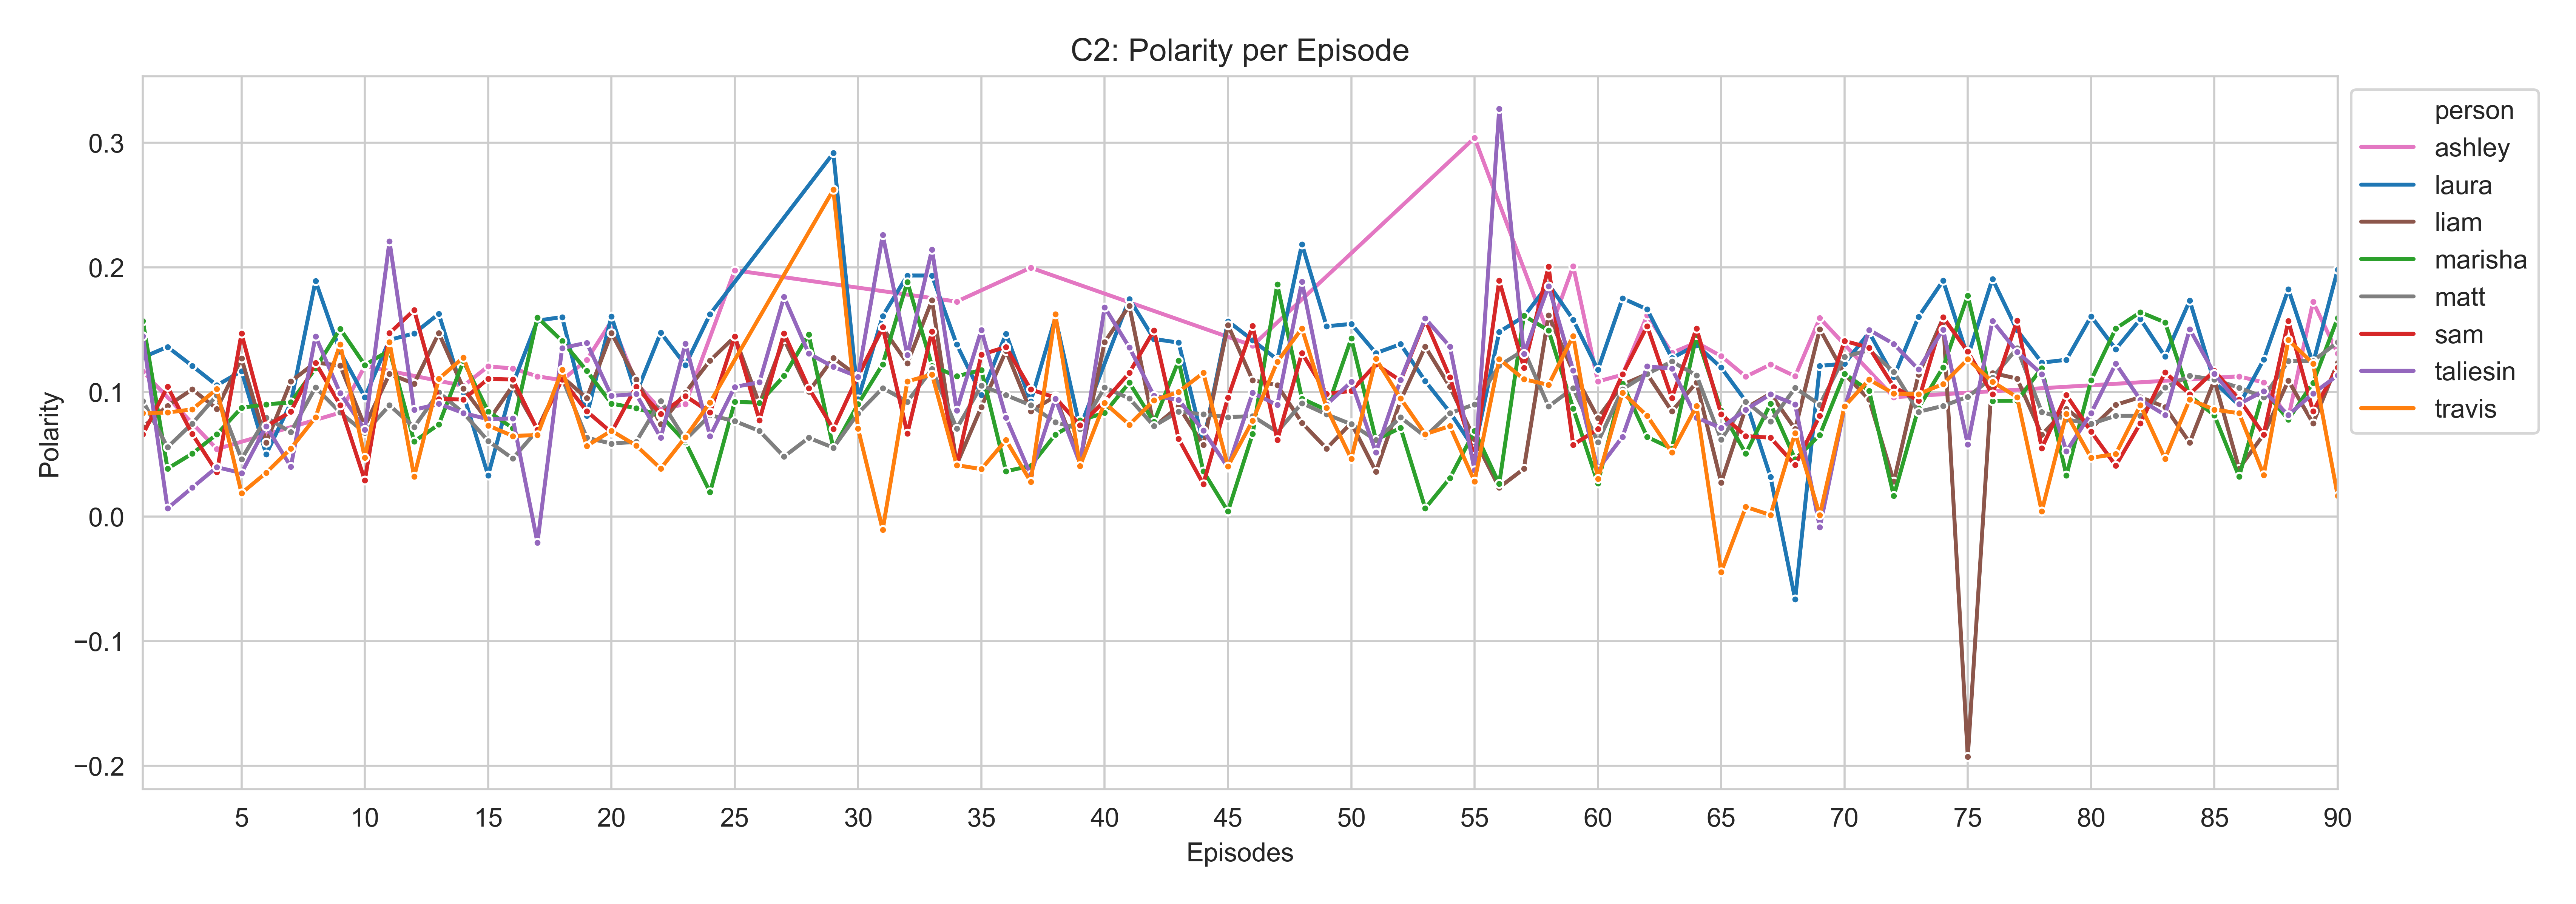 C2: Polarity per Episode
person
ashley
laura
liam
marisha
matt
sam
taliesin
travis
Polarity
0.3
0.2
0.1
0.0
−0.1
−0.2
5 10 15 20 25 30 35 40 45 50 55 60 65 70 75 80 85 90
Episodes